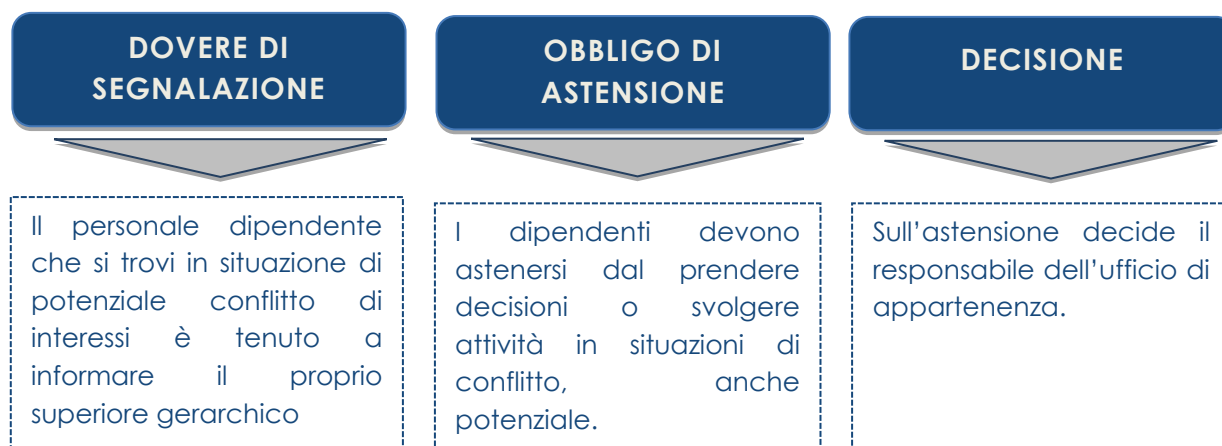 DOVERE DI
SEGNALAZIONE
Il personale dipendente
che si trovi in situazione di
potenziale conflitto di
interessi è tenuto a
informare il proprio
superiore gerarchico
OBBLIGO DI
ASTENSIONE
I dipendenti devono
astenersi dal prendere
decisioni o svolgere
attività in situazioni di
conflitto, anche
potenziale.
DECISIONE
Sull’astensione decide il
responsabile dell’ufficio di
appartenenza.